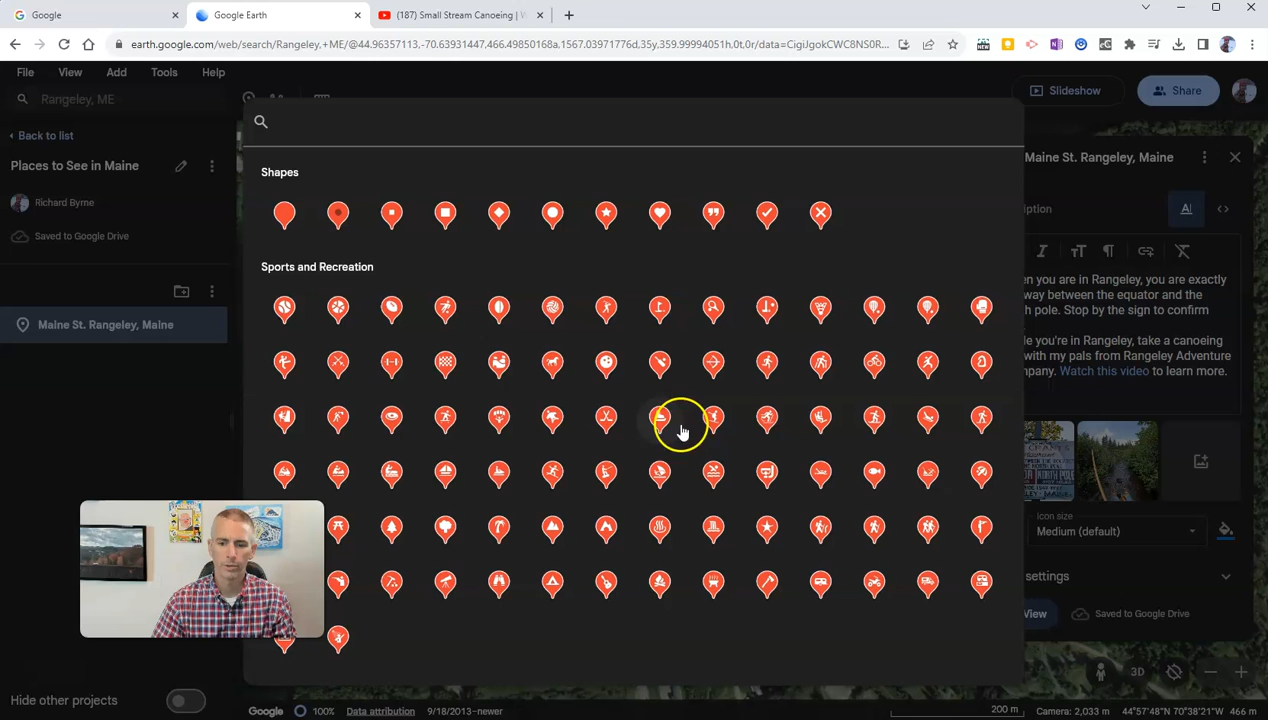 Google
Google Earth
(187) Small Stream Canoeing |
earth.google.com/web/search/Rangeley,+ME/@44.96357113,-70.63931447,466.49850168a,1567.03971776d,35y,359.99994051h,0t,0r/data=CigiJgokCWC8NS0R...
File View Add Tools Help
Rangeley, ME
Slideshow
Share
Back to list
Places to See in Maine
Richard Byrne
Saved to Google Drive
Maine St. Rangeley, Maine
Hide other projects
Shapes
Sports and Recreation
Maine St. Rangeley, Maine
ription
en you are in Rangeley, you are exactly
way between the equator and the
h pole. Stop by the sign to confirm
le you're in Rangeley, take a canoeing
with my pals from Rangeley Adventure
mpany. Watch this video to learn more.
Icon size
Medium (default)
settings
View
Saved to Google Drive
3D
Google
100%
Data attribution
9/18/2013-newer
200 m
Camera: 2,033 m
44°57'48"N 70°38'21"W
466 m